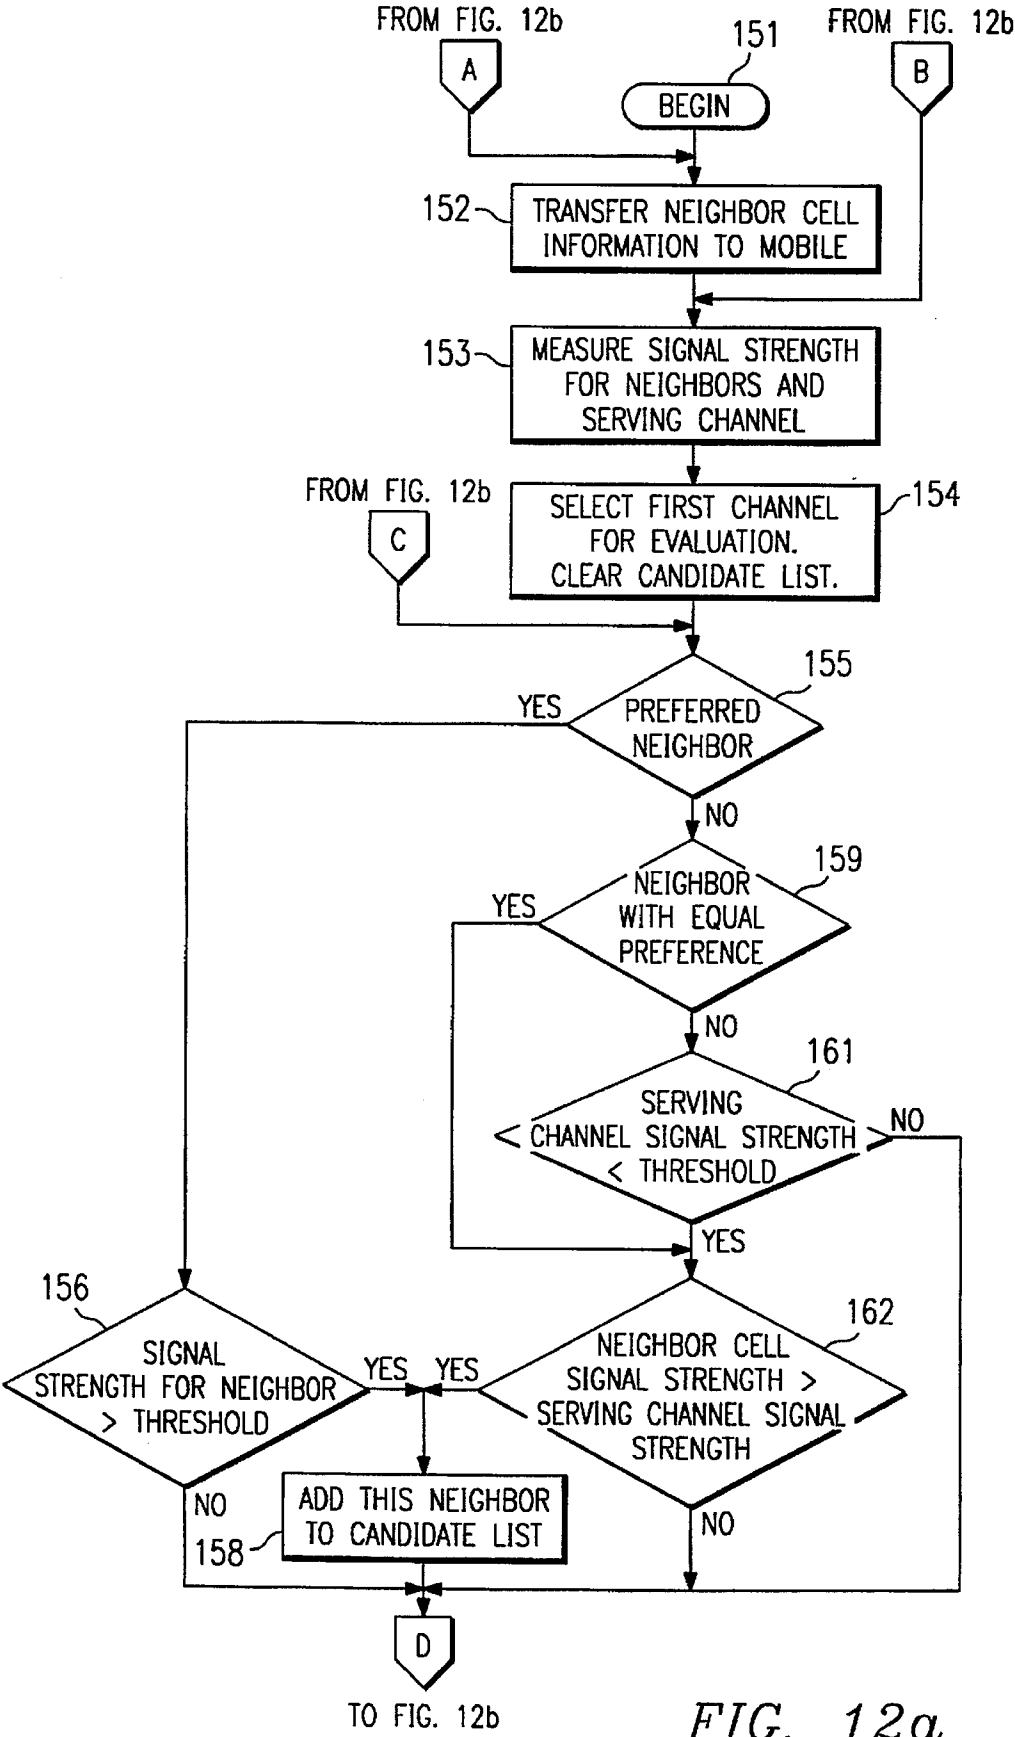 FROM FIG. 12b
A
151
BEGIN
FROM FIG. 12b
B
152
TRANSFER NEIGHBOR CELL
INFORMATION TO MOBILE
153
MEASURE SIGNAL STRENGTH
FOR NEIGHBORS AND
SERVING CHANNEL
FROM FIG. 12b
C
154
SELECT FIRST CHANNEL
FOR EVALUATION.
CLEAR CANDIDATE LIST.
155
YES
PREFERRED
NEIGHBOR
NO
159
YES
NEIGHBOR
WITH EQUAL
PREFERENCE
NO
161
SERVING
CHANNEL SIGNAL STRENGTH
< THRESHOLD
NO
YES
156
SIGNAL
STRENGTH FOR NEIGHBOR
> THRESHOLD
YES
YES
162
NEIGHBOR CELL
SIGNAL STRENGTH >
SERVING CHANNEL SIGNAL
STRENGTH
NO
158
ADD THIS NEIGHBOR
TO CANDIDATE LIST
NO
D
TO FIG. 12b
FIG. 12a